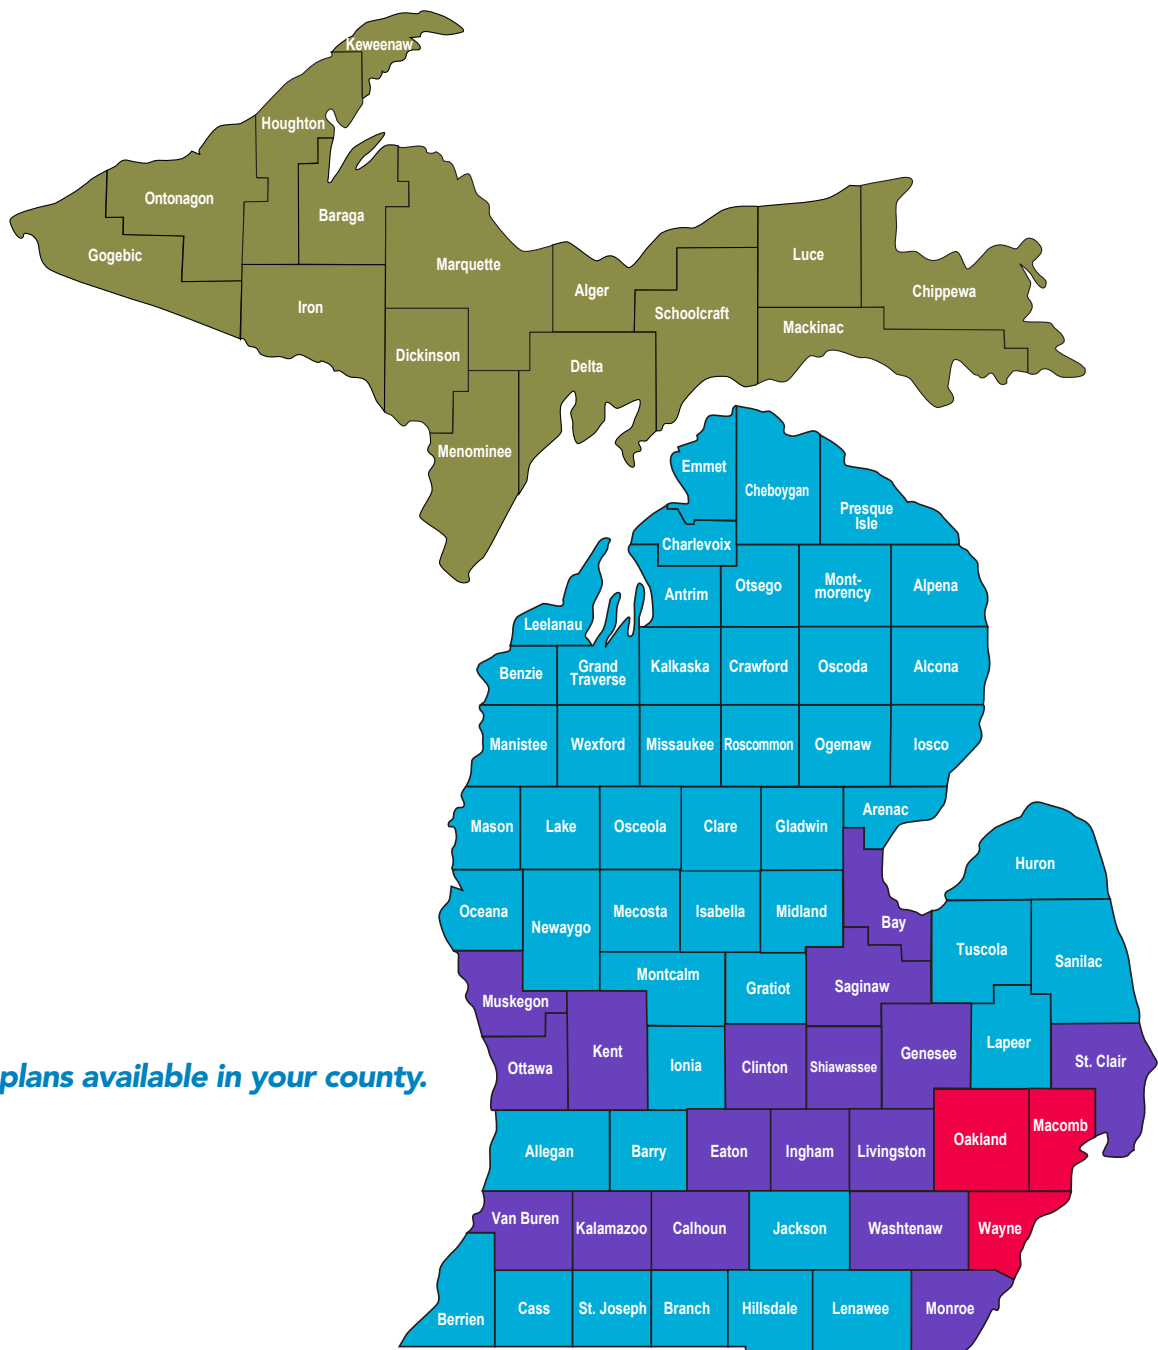 Keweenaw
Houghton
Ontonagon
Baraga
Gogebic
Marquette
Luce
Alger
Chippewa
Iron
Schoolcraft
Mackinac
Dickinson
Delta
Menominee
Emmet
Cheboygan
Presque
Isle
Charlevoix
Antrim
Otsego
Mont-
morency
Alpena
Leelanau
Benzie
Grand
Traverse
Kalkaska
Crawford
Oscoda
Alcona
Manistee
Wexford
Missaukee
Roscommon
Ogemaw
Iosco
Arenac
Mason
Lake
Osceola
Clare
Gladwin
Huron
Oceana
Newaygo
Mecosta
Isabella
Midland
Bay
Tuscola
Sanilac
Montcalm
Gratiot
Saginaw
Muskegon
Ottawa
Kent
Ionia
Clinton
Shiawassee
Genesee
Lapeer
St. Clair
plans available in your county.
Allegan
Barry
Eaton
Ingham
Livingston
Oakland
Macomb
Van Buren
Kalamazoo
Calhoun
Jackson
Washtenaw
Wayne
Berrien
Cass
St. Joseph
Branch
Hillsdale
Lenawee
Monroe